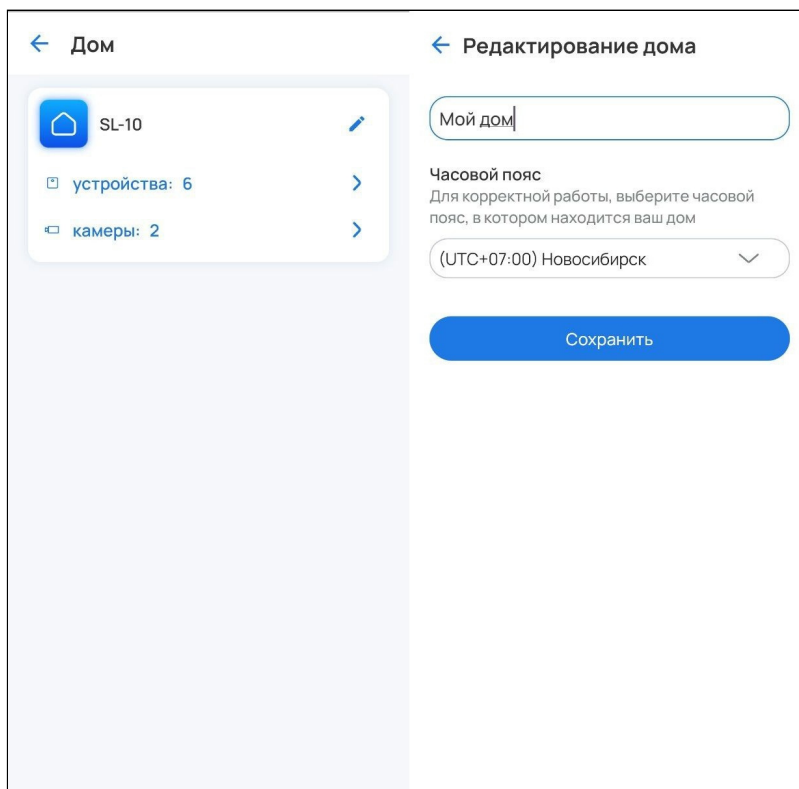 Дом
SL-10
устройства: 6
камеры: 2
Редактирование дома
Мой дом
Часовой пояс
Для корректной работы, выберите часовой
пояс, в котором находится ваш дом
(UTC+07:00) Новосибирск
Сохранить